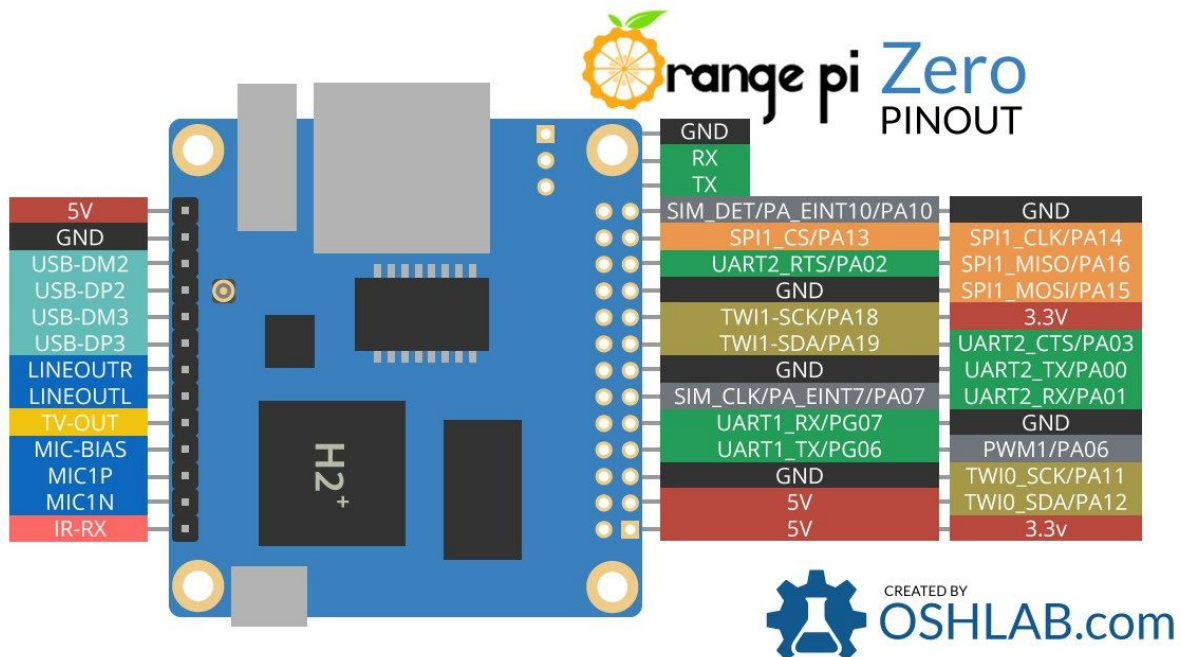 Orange pi Zero
PINOUT
GND
RX
TX
5V
GND
USB-DM2
USB-DP2
USB-DM3
USB-DP3
LINEOUTR
LINEOUTL
TV-OUT
MIC-BIAS
MIC1P
MIC1N
IR-RX
H2+
SIM_DET/PA_EINT10/PA10 GND
SPI1_CS/PA13 SPI1_CLK/PA14
UART2_RTS/PA02 SPI1_MISO/PA16
GND SPI1_MOSI/PA15
TWI1-SCK/PA18 3.3V
TWI1-SDA/PA19 UART2_CTS/PA03
GND UART2_TX/PA00
SIM_CLK/PA_EINT7/PA07 UART2_RX/PA01
UART1_RX/PG07 GND
UART1_TX/PG06 PWM1/PA06
GND TWI0_SCK/PA11
5V TWI0_SDA/PA12
5V 3.3v
CREATED BY
OSHLAB.com